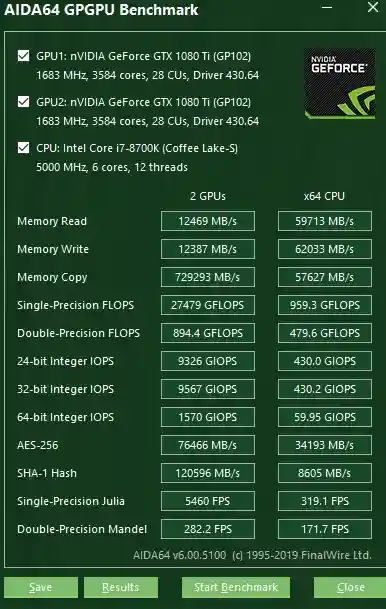 AIDA64 GPGPU Benchmark
GPU1: nVIDIA GeForce GTX 1080 Ti (GP102)
1683 MHz, 3584 cores, 28 CUs, Driver 430.64
GPU2: nVIDIA GeForce GTX 1080 Ti (GP102)
1683 MHz, 3584 cores, 28 CUs, Driver 430.64
CPU: Intel Core i7-8700K (Coffee Lake-S)
5000 MHz, 6 cores, 12 threads
NVIDIA
GEFORCE
2 GPUs x64 CPU
Memory Read 12469 MB/s 59713 MB/s
Memory Write 12387 MB/s 62033 MB/s
Memory Copy 729293 MB/s 57627 MB/s
Single-Precision FLOPS 27479 GFLOPS 959.3 GFLOPS
Double-Precision FLOPS 894.4 GFLOPS 479.6 GFLOPS
24-bit Integer IOPS 9326 GIOPS 430.0 GIOPS
32-bit Integer IOPS 9567 GIOPS 430.2 GIOPS
64-bit Integer IOPS 1570 GIOPS 59.95 GIOPS
AES-256 76466 MB/s 34193 MB/s
SHA-1 Hash 120596 MB/s 8605 MB/s
Single-Precision Julia 5460 FPS 319.1 FPS
Double-Precision Mandel 282.2 FPS 171.7 FPS
AIDA64 v6.00.5100 (c) 1995-2019 FinalWire Ltd.
Save Results Start Benchmark Close